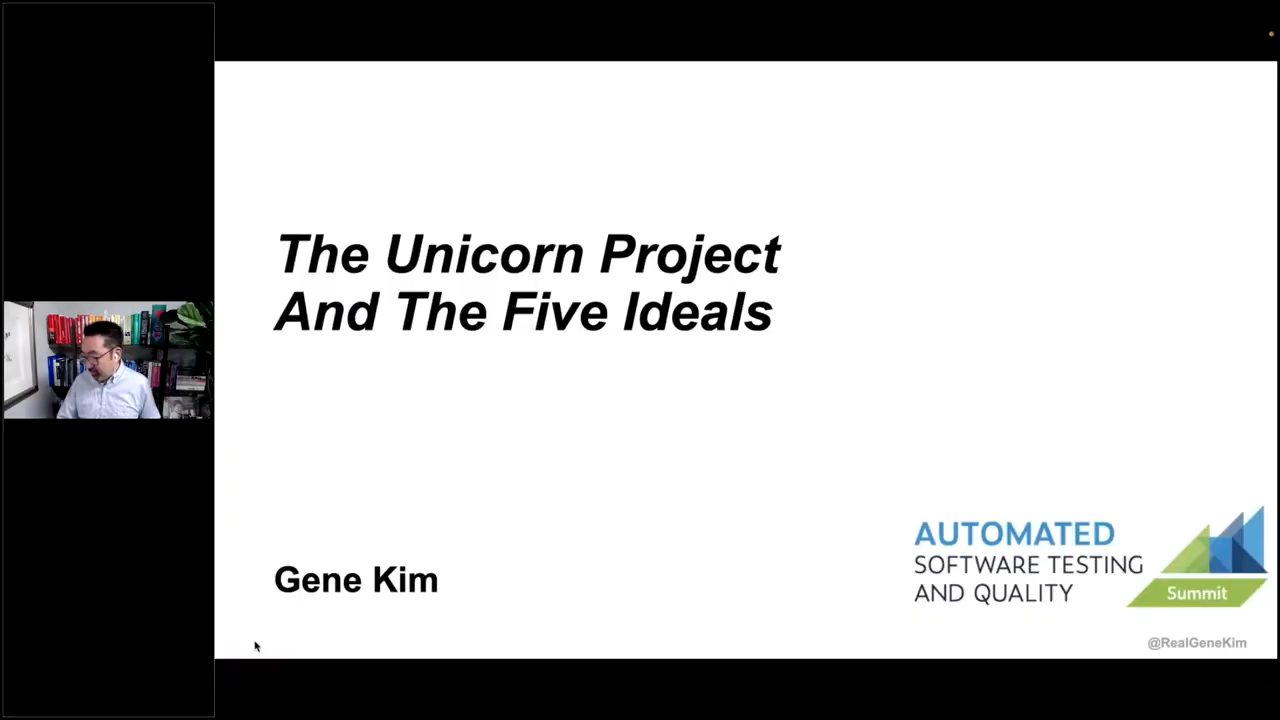 The Unicorn Project
And The Five Ideals
Gene Kim
AUTOMATED
SOFTWARE TESTING
AND QUALITY
Summit
@RealGeneKim